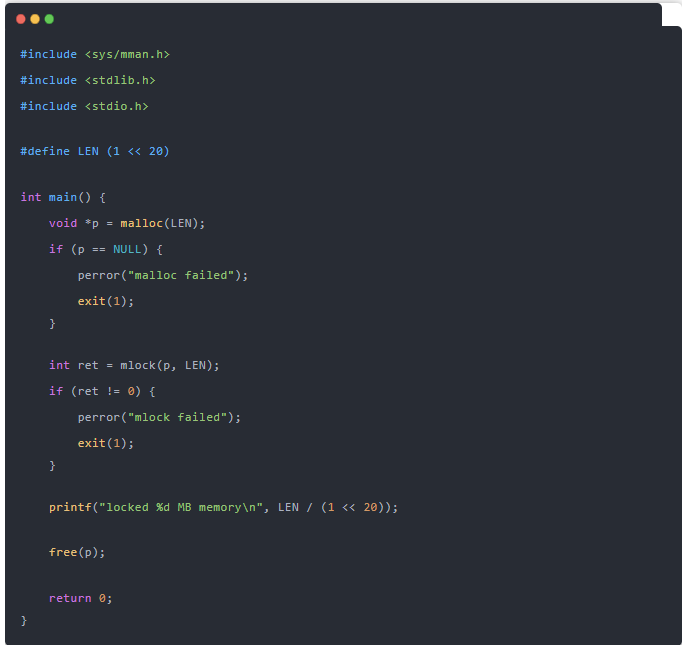 #include <sys/mman.h>
#include <stdlib.h>
#include <stdio.h>
#define LEN (1 << 20)
int main() {
    void *p = malloc(LEN);
    if (p == NULL) {
        perror("malloc failed");
        exit(1);
    }
    int ret = mlock(p, LEN);
    if (ret != 0) {
        perror("mlock failed");
        exit(1);
    }
    printf("locked %d MB memory\n", LEN / (1 << 20));
    free(p);
    return 0;
}